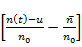 [n(t)−u / n₀ − n̄ / n₀]